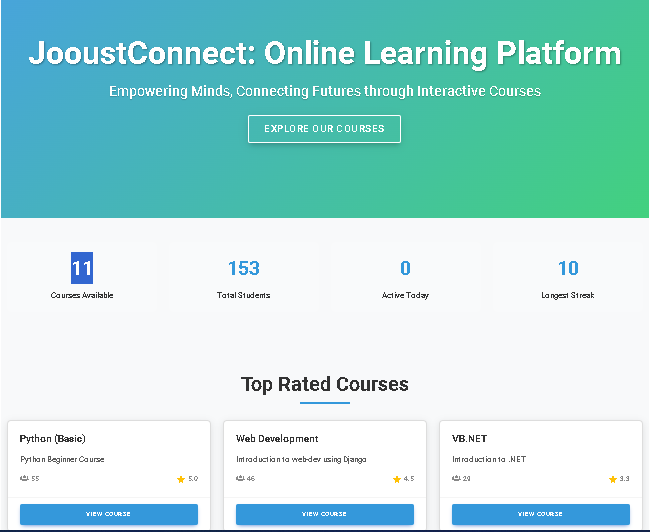 JooustConnect: Online Learning Platform
Empowering Minds, Connecting Futures through Interactive Courses
EXPLORE OUR COURSES
11 153 0 10
Courses Available Total Students Active Today Longest Streak
Top Rated Courses
Python (Basic) Web Development VB.NET
Python Beginner Course Introduction to web-dev using Django Introduction to .NET
55 5.0 46 4.5 29 3.3
VIEW COURSE VIEW COURSE VIEW COURSE